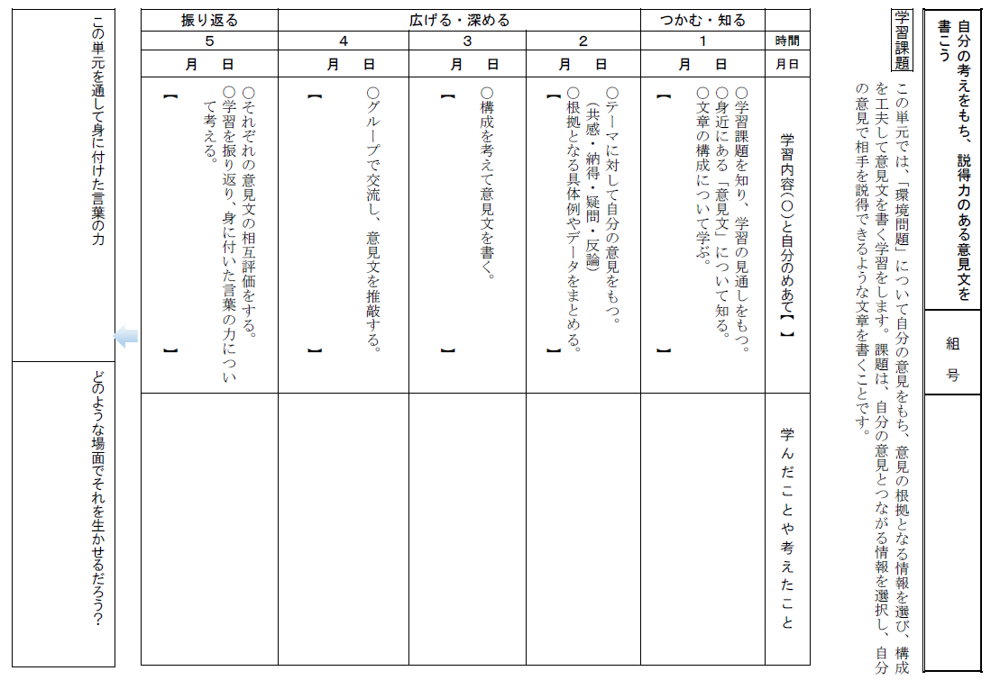 自分の考えをもち、説得力のある意見文を
書こう
組　号
学習課題
この単元では、「環境問題」について自分の意見をもち、意見の根拠となる情報を選び、構成
を工夫して意見文を書く学習をします。課題は、自分の意見とつながる情報を選択し、自分
の意見で相手を説得できるような文章を書くことです。
時間
月日
学習内容（○）と自分のめあて【　】
学んだことや考えたこと
つかむ・知る
1
月　日
○学習課題を知り、学習の見通しをもつ。
○身近にある「意見文」について知る。
○文章の構成について学ぶ。
【　】
広げる・深める
2
月　日
○テーマに対して自分の意見をもつ。
（共感・納得・疑問・反論）
○根拠となる具体例やデータをまとめる。
【　】
3
月　日
○構成を考えて意見文を書く。
【　】
4
月　日
○グループで交流し、意見文を推敲する。
【　】
振り返る
5
月　日
○それぞれの意見文の相互評価をする。
○学習を振り返り、身に付いた言葉の力につい
て考える。
【　】
この単元を通して身に付けた言葉の力
どのような場面でそれを生かせるだろう？